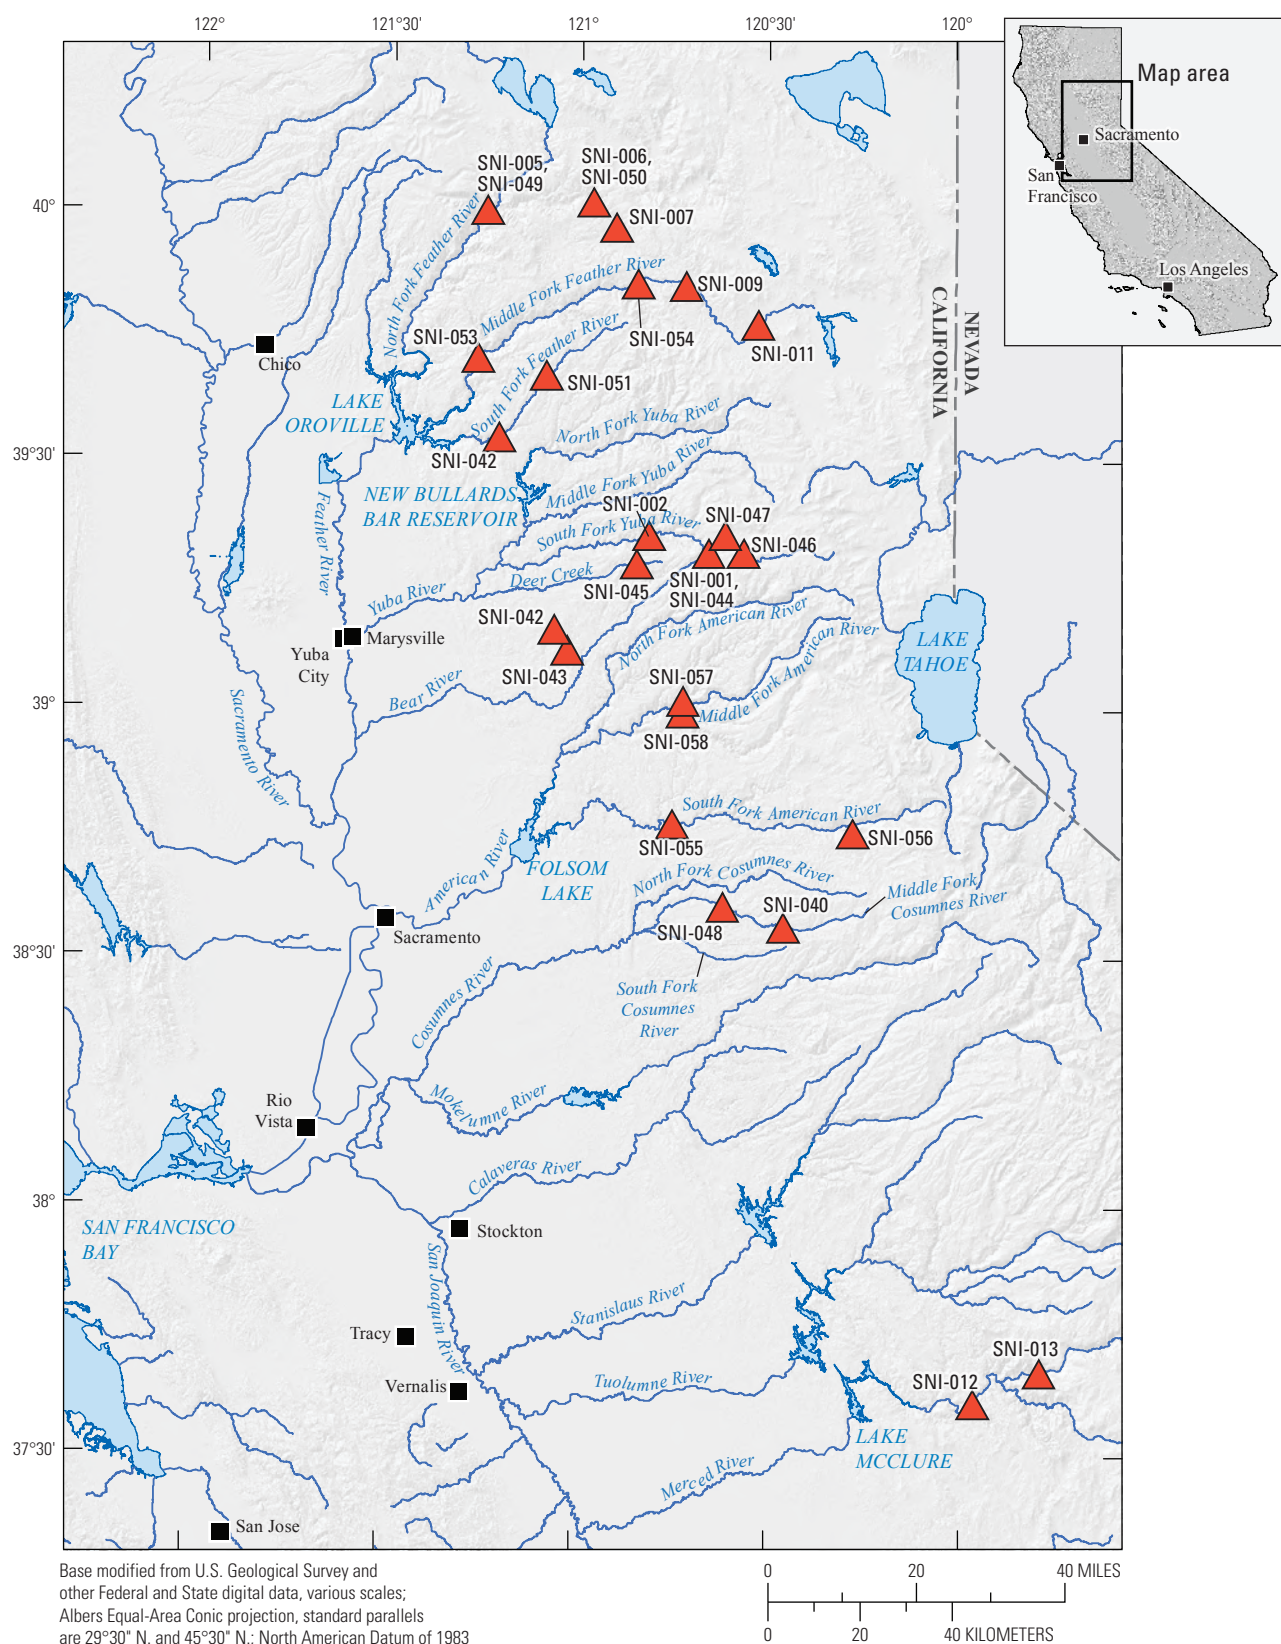 122°
121°30'
121°
120°30'
120°
Map area
Sacramento
San
Francisco
Los Angeles
40°
39°30'
39°
38°30'
38°
37°30'
SNI-005,
SNI-049
SNI-006,
SNI-050
SNI-007
North Fork Feather River
Middle Fork Feather River
SNI-009
SNI-053
SNI-054
SNI-011
CALIFORNIA
NEVADA
Chico
South Fork Feather River
SNI-051
LAKE
OROVILLE
SNI-042
North Fork Yuba River
Feather River
NEW BULLARDS
BAR RESERVOIR
Middle Fork Yuba River
SNI-002
SNI-047
South Fork Yuba River
SNI-046
Deer Creek
SNI-045
SNI-001,
SNI-044
Yuba River
SNI-042
North Fork American River
Marysville
Yuba
City
LAKE
TAHOE
SNI-043
SNI-057
Middle Fork American River
Bear River
Sacramento River
SNI-058
South Fork American River
SNI-055
SNI-056
American River
FOLSOM
LAKE
North Fork Cosumnes River
Middle Fork
Cosumnes River
SNI-040
SNI-048
Sacramento
South Fork
Cosumnes
River
Cosumnes River
Rio
Vista
Mokelumne River
Calaveras River
SAN FRANCISCO
BAY
Stockton
San Joaquin River
Stanislaus River
Tracy
Vernalis
Tuolumne River
SNI-013
SNI-012
LAKE
MCCLURE
Merced River
San Jose
Base modified from U.S. Geological Survey and
other Federal and State digital data, various scales;
Albers Equal-Area Conic projection, standard parallels
are 29°30" N. and 45°30" N.; North American Datum of 1983
0 20 40 MILES
0 20 40 KILOMETERS